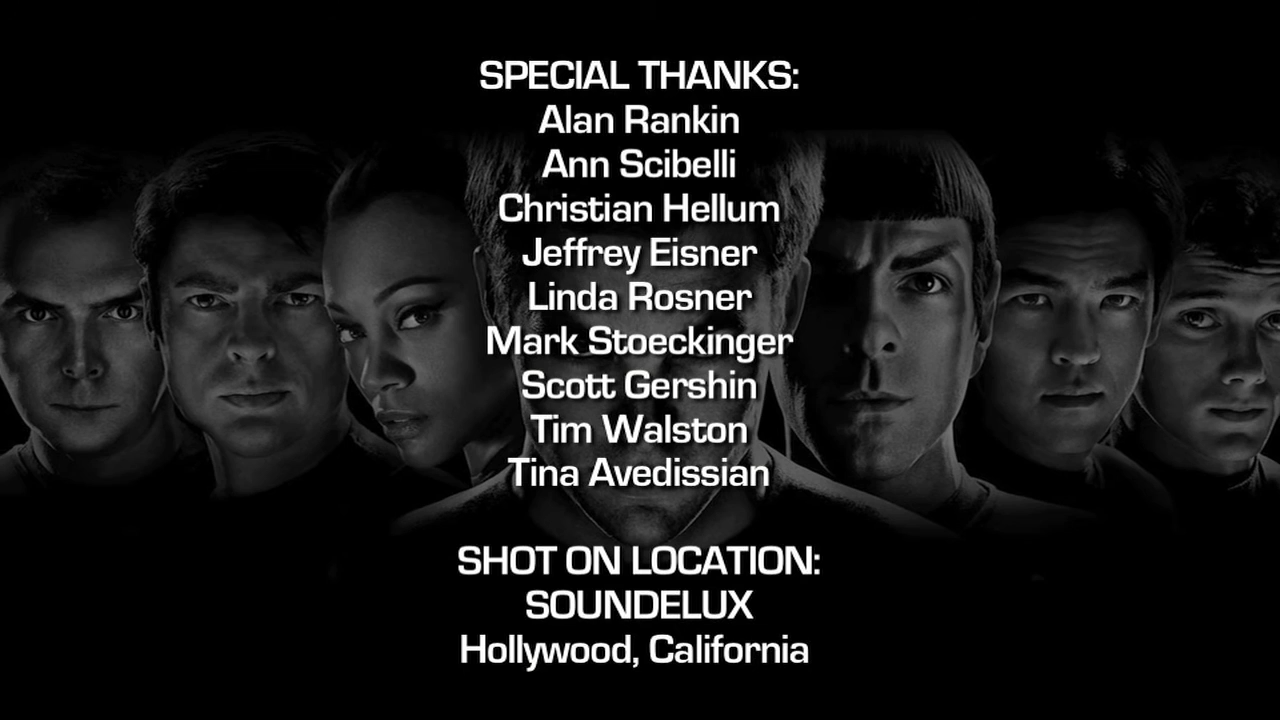 SPECIAL THANKS:
Alan Rankin
Ann Scibelli
Christian Hellum
Jeffrey Eisner
Linda Rosner
Mark Stoeckinger
Scott Gershin
Tim Walston
Tina Avedissian
SHOT ON LOCATION:
SOUNDELUX
Hollywood, California